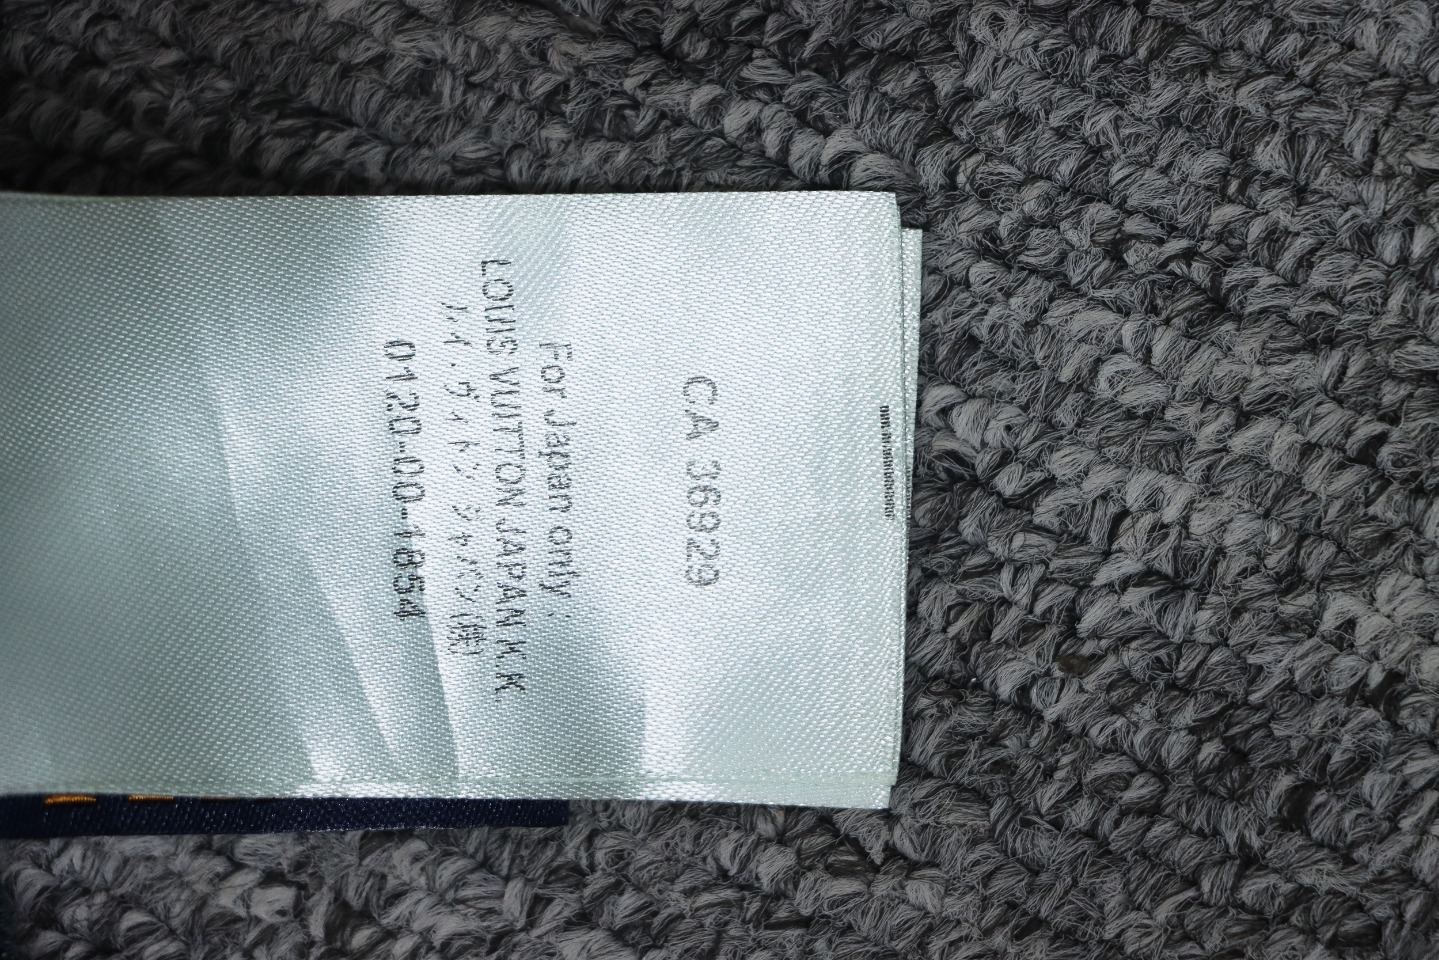 CA 36929
For Japan only :
LOUIS VUITTON JAPAN K.K
ルイ・ヴィトン ジャパン(株)
0120-00-1854